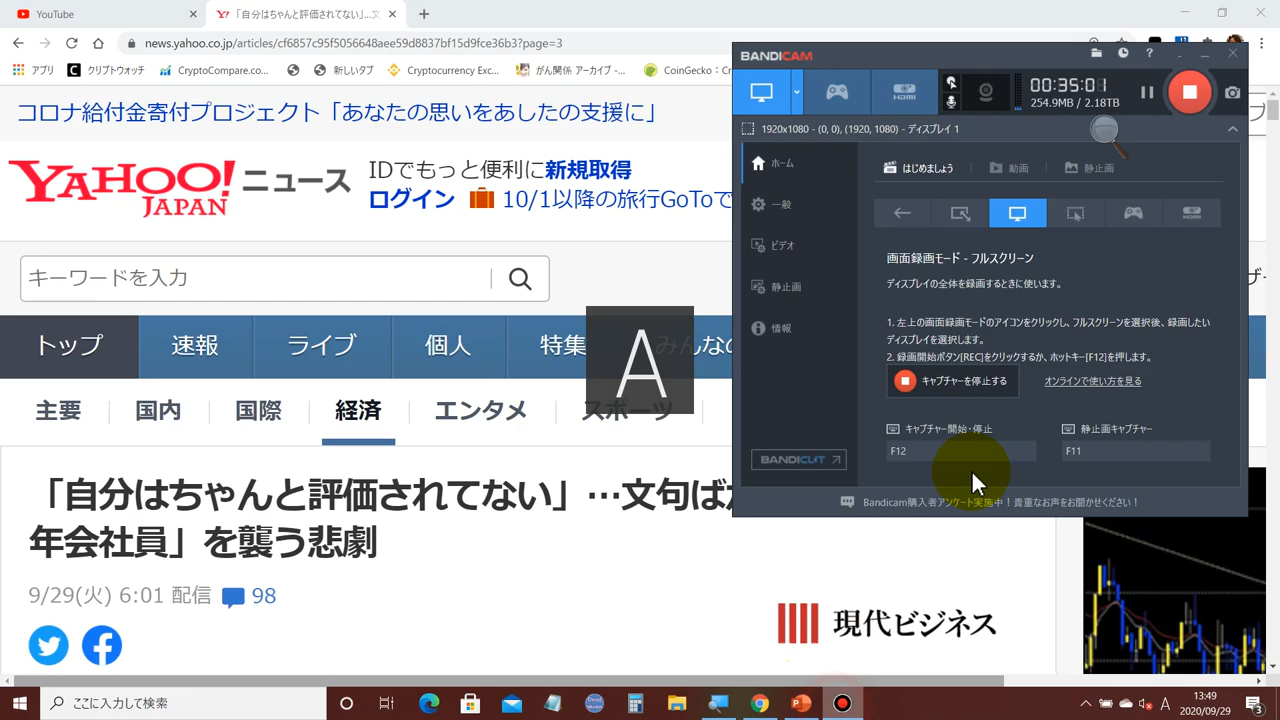 YouTube
「自分はちゃんと評価されてない」…文
news.yahoo.co.jp/articles/cf6857c95f5056648aee59d8837bf15d9fce36b3?page=3
アプリ
クリプトウォッチ
CryptoCompare.co...
新しいタブ
Cryptocurrency Exc...
がん関係 アーカイブ -...
CoinGecko: C
コロナ給付金寄付プロジェクト「あなたの思いをあしたの支援に」
YAHOO! ニュース
JAPAN
IDでもっと便利に新規取得
ログイン 10/1以降の旅行GoToで
キーワードを入力
トップ 速報 ライブ 個人 特集 みんなの
主要 国内 国際 経済 エンタメ スポーツ
A
「自分はちゃんと評価されてない」…文句ば
年会社員」を襲う悲劇
9/29(火) 6:01 配信 98
現代ビジネス
BANDICAM
HDMI
00:35:01
254.9MB / 2.18TB
1920x1080 - (0, 0), (1920, 1080) - ディスプレイ 1
ホーム
一般
ビデオ
静止画
情報
BANDICUT
はじめましょう 動画 静止画
画面録画モード - フルスクリーン
ディスプレイの全体を録画するときに使います。
1. 左上の画面録画モードのアイコンをクリックし、フルスクリーンを選択後、録画したい
ディスプレイを選択します。
2. 録画開始ボタン[REC]をクリックするか、ホットキー[F12]を押します。
キャプチャーを停止する オンラインで使い方を見る
キャプチャー開始・停止 静止画キャプチャー
F12 F11
Bandicam購入者アンケート実施中！貴重なお声をお聞かせください！
ここに入力して検索
A
13:49
2020/09/29
3